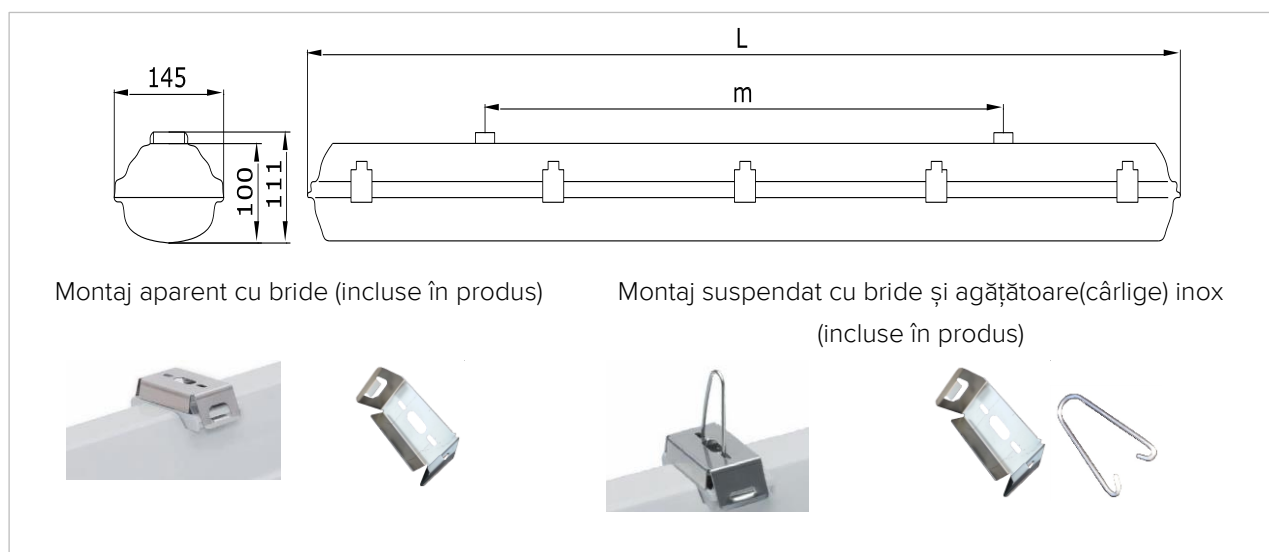 L
145
m
100
111
Montaj aparent cu bride (incluse în produs)
Montaj suspendat cu bride și agățătoare(cârlige) inox
(incluse în produs)